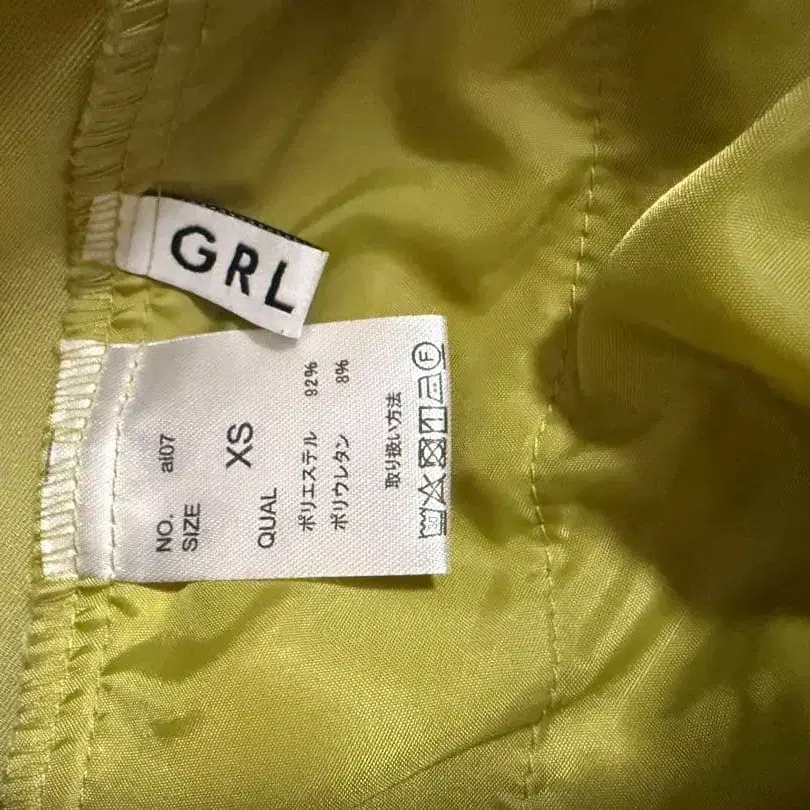 GRL
NO. al07
SIZE
XS
QUAL
ポリエステル 92%
ポリウレタン 8%
取り扱い方法
F